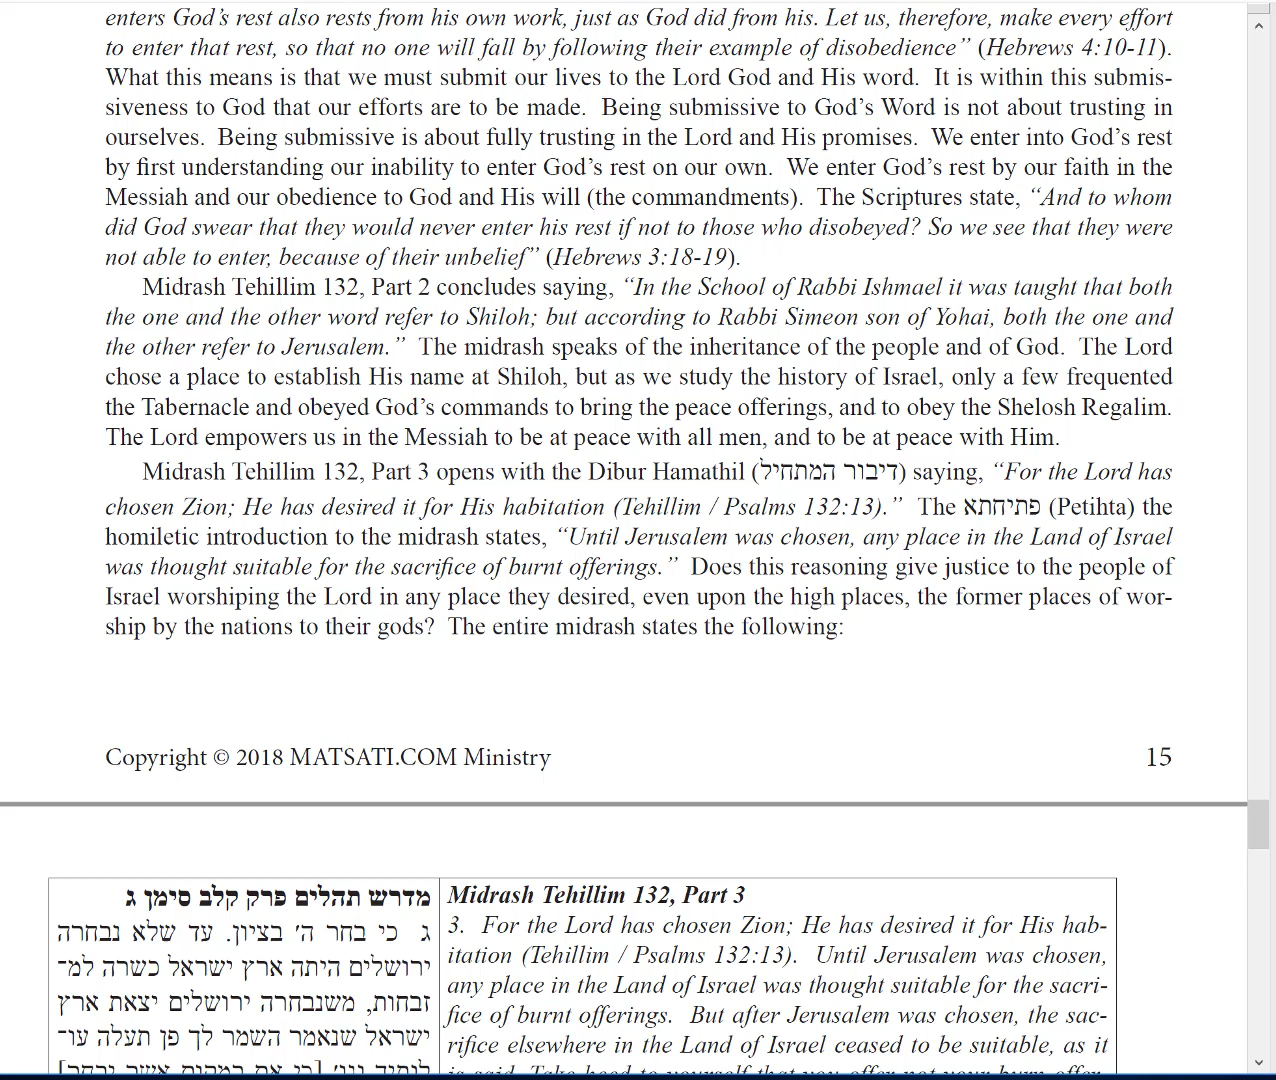 enters God’s rest also rests from his own work, just as God did from his. Let us, therefore, make every effort
to enter that rest, so that no one will fall by following their example of disobedience” (Hebrews 4:10-11).
What this means is that we must submit our lives to the Lord God and His word.  It is within this submis-
siveness to God that our efforts are to be made.  Being submissive to God’s Word is not about trusting in
ourselves.  Being submissive is about fully trusting in the Lord and His promises.  We enter into God’s rest
by first understanding our inability to enter God’s rest on our own.  We enter God’s rest by our faith in the
Messiah and our obedience to God and His will (the commandments).  The Scriptures state, “And to whom
did God swear that they would never enter his rest if not to those who disobeyed? So we see that they were
not able to enter, because of their unbelief” (Hebrews 3:18-19).
Midrash Tehillim 132, Part 2 concludes saying, “In the School of Rabbi Ishmael it was taught that both
the one and the other word refer to Shiloh; but according to Rabbi Simeon son of Yohai, both the one and
the other refer to Jerusalem.”  The midrash speaks of the inheritance of the people and of God.  The Lord
chose a place to establish His name at Shiloh, but as we study the history of Israel, only a few frequented
the Tabernacle and obeyed God’s commands to bring the peace offerings, and to obey the Shelosh Regalim.
The Lord empowers us in the Messiah to be at peace with all men, and to be at peace with Him.
Midrash Tehillim 132, Part 3 opens with the Dibur Hamathil (דיבור המתחיל) saying, “For the Lord has
chosen Zion; He has desired it for His habitation (Tehillim / Psalms 132:13).”  The פתיחתא (Petihta) the
homiletic introduction to the midrash states, “Until Jerusalem was chosen, any place in the Land of Israel
was thought suitable for the sacrifice of burnt offerings.”  Does this reasoning give justice to the people of
Israel worshiping the Lord in any place they desired, even upon the high places, the former places of wor-
ship by the nations to their gods?  The entire midrash states the following:
Copyright © 2018 MATSATI.COM Ministry
15
מדרש תהלים פרק קלב סימן ג
ג כי בחר ה׳ בציון. עד שלא נבחרה
ירושלים היתה ארץ ישראל כשרה למ־
זבחות, משנבחרה ירושלים יצאת ארץ
ישראל שנאמר השמר לך פן תעלה עו־
לותיך וגו׳ [כי אם במקום אשר יבחר]
Midrash Tehillim 132, Part 3
3.  For the Lord has chosen Zion; He has desired it for His hab-
itation (Tehillim / Psalms 132:13).  Until Jerusalem was chosen,
any place in the Land of Israel was thought suitable for the sacri-
fice of burnt offerings.  But after Jerusalem was chosen, the sac-
rifice elsewhere in the Land of Israel ceased to be suitable, as it
is said, Take heed to yourself that you offer not your burn offer-